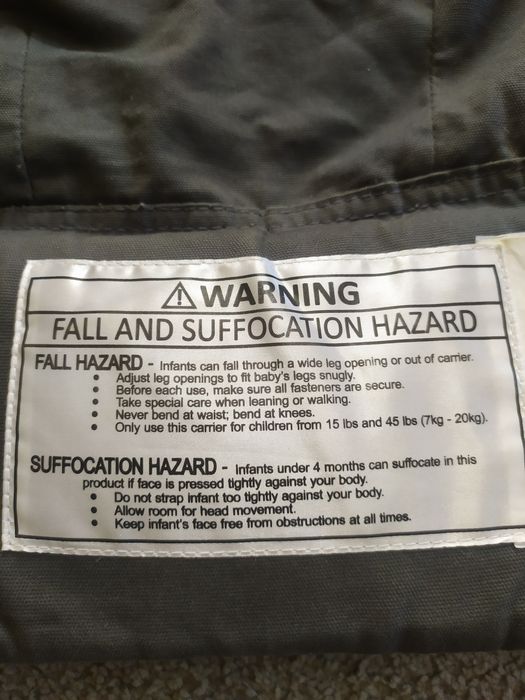 ⚠ WARNING
FALL AND SUFFOCATION HAZARD
FALL HAZARD - Infants can fall through a wide leg opening or out of carrier.
• Adjust leg openings to fit baby's legs snugly.
• Before each use, make sure all fasteners are secure.
• Take special care when leaning or walking.
• Never bend at waist; bend at knees.
• Only use this carrier for children from 15 lbs and 45 lbs (7kg - 20kg).
SUFFOCATION HAZARD - Infants under 4 months can suffocate in this
product if face is pressed tightly against your body.
• Do not strap infant too tightly against your body.
• Allow room for head movement.
• Keep infant's face free from obstructions at all times.